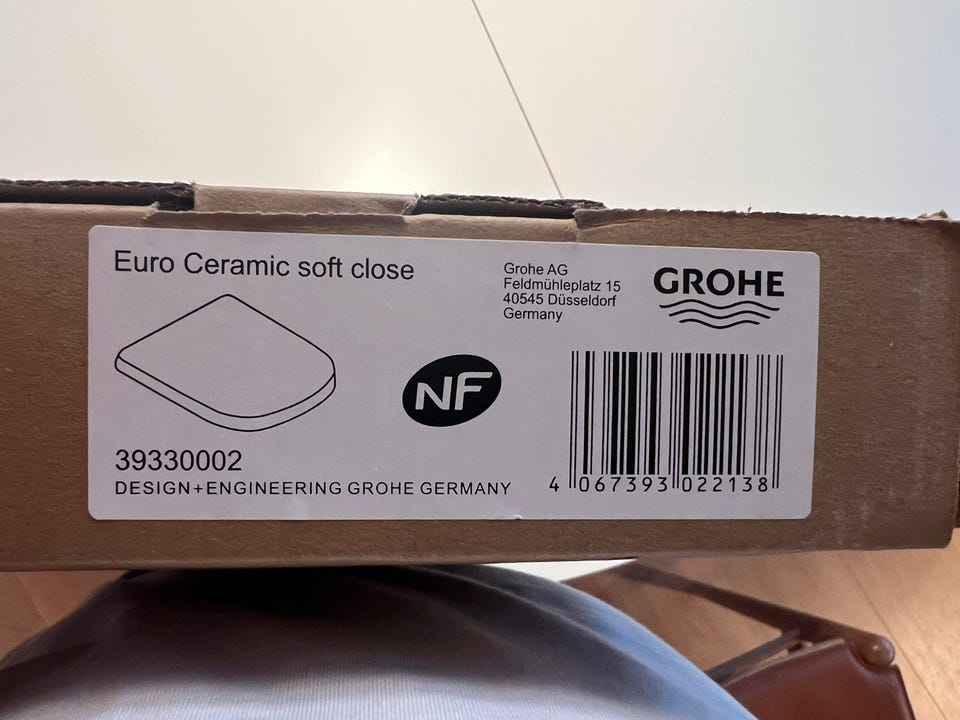 Euro Ceramic soft close
Grohe AG
Feldmühleplatz 15
40545 Düsseldorf
Germany
GROHE
NF
39330002
DESIGN+ENGINEERING GROHE GERMANY
4 067393 022138